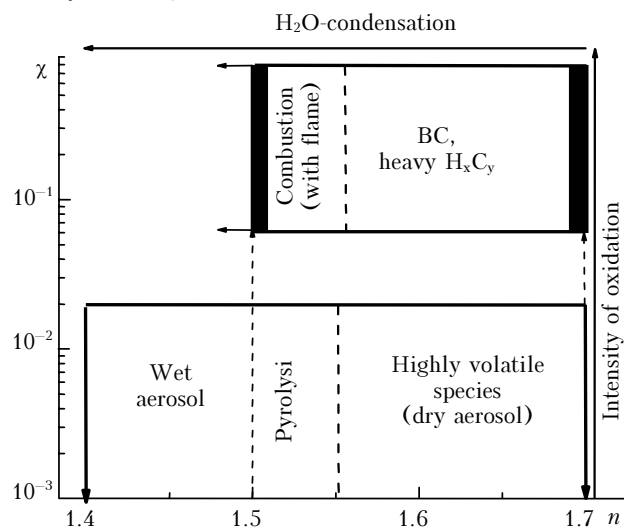 H₂O-condensation
χ
Combustion
(with flame)
BC,
heavy HₓCᵧ
10⁻¹
10⁻²
10⁻³
Wet
aerosol
Pyrolysi
Highly volatile
species
(dry aerosol)
Intensity of oxidation
1.4 1.5 1.6 1.7 n